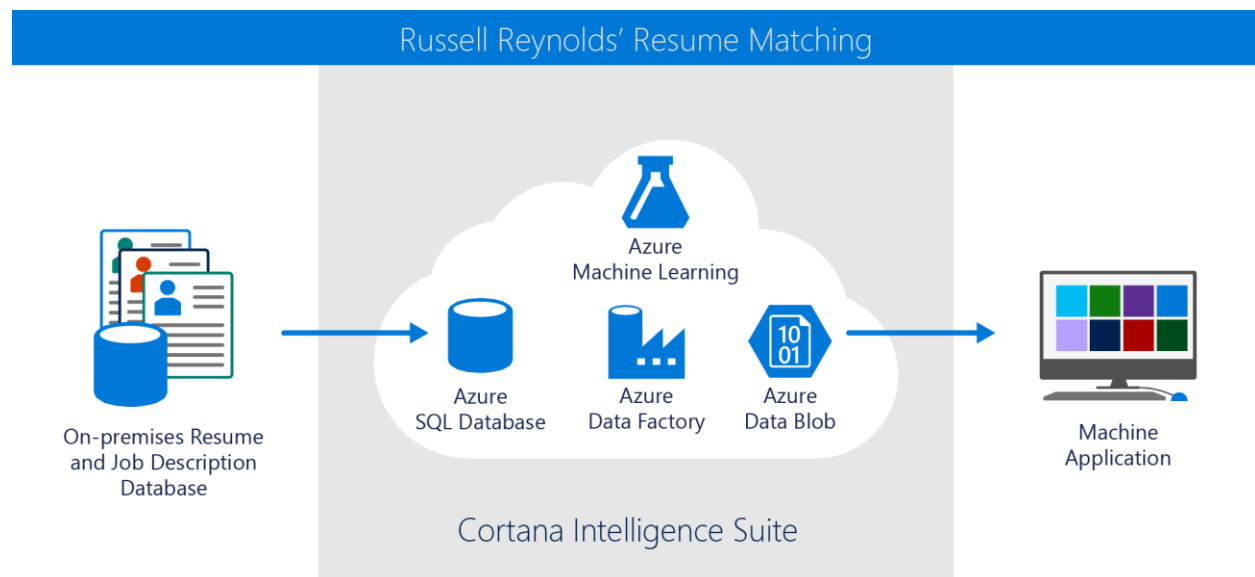 Russell Reynolds’ Resume Matching
Azure
Machine Learning
10
01
Azure
SQL Database
Azure
Data Factory
Azure
Data Blob
On-premises Resume
and Job Description
Database
Machine
Application
Cortana Intelligence Suite